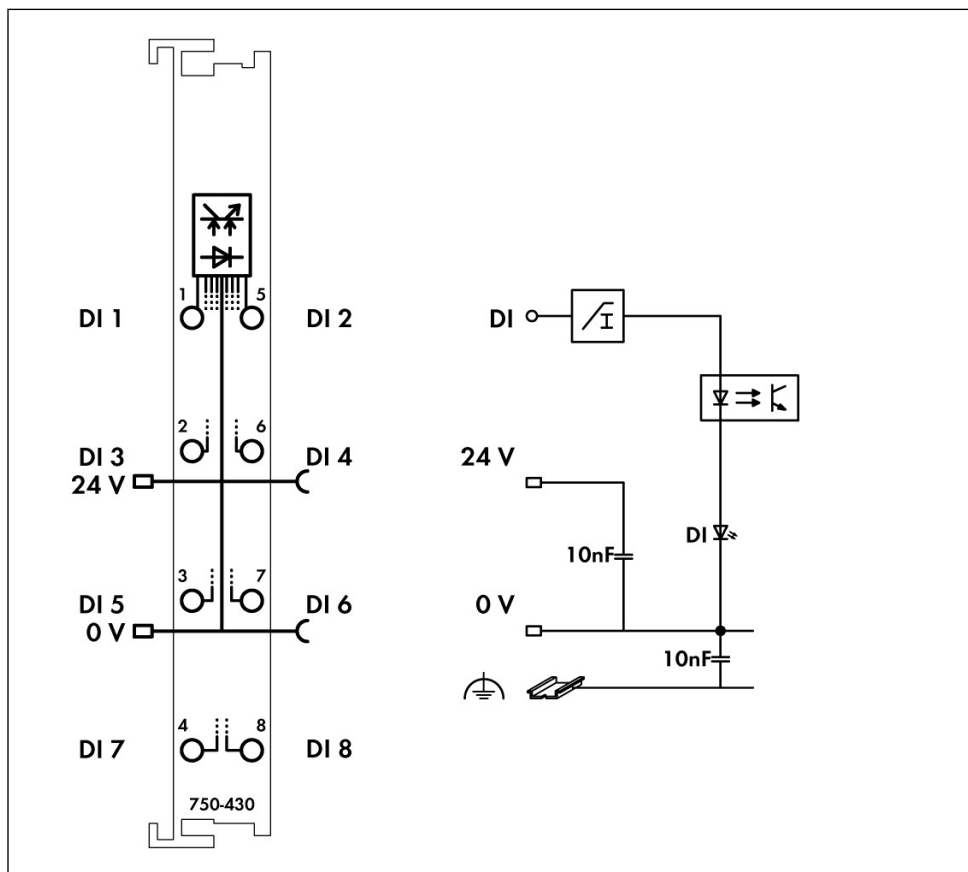 1 5
DI 1 DI 2
2 6
DI 3 DI 4
24 V
3 7
DI 5 DI 6
0 V
4 8
DI 7 DI 8
750-430
DI
24 V
DI
10nF
0 V
10nF